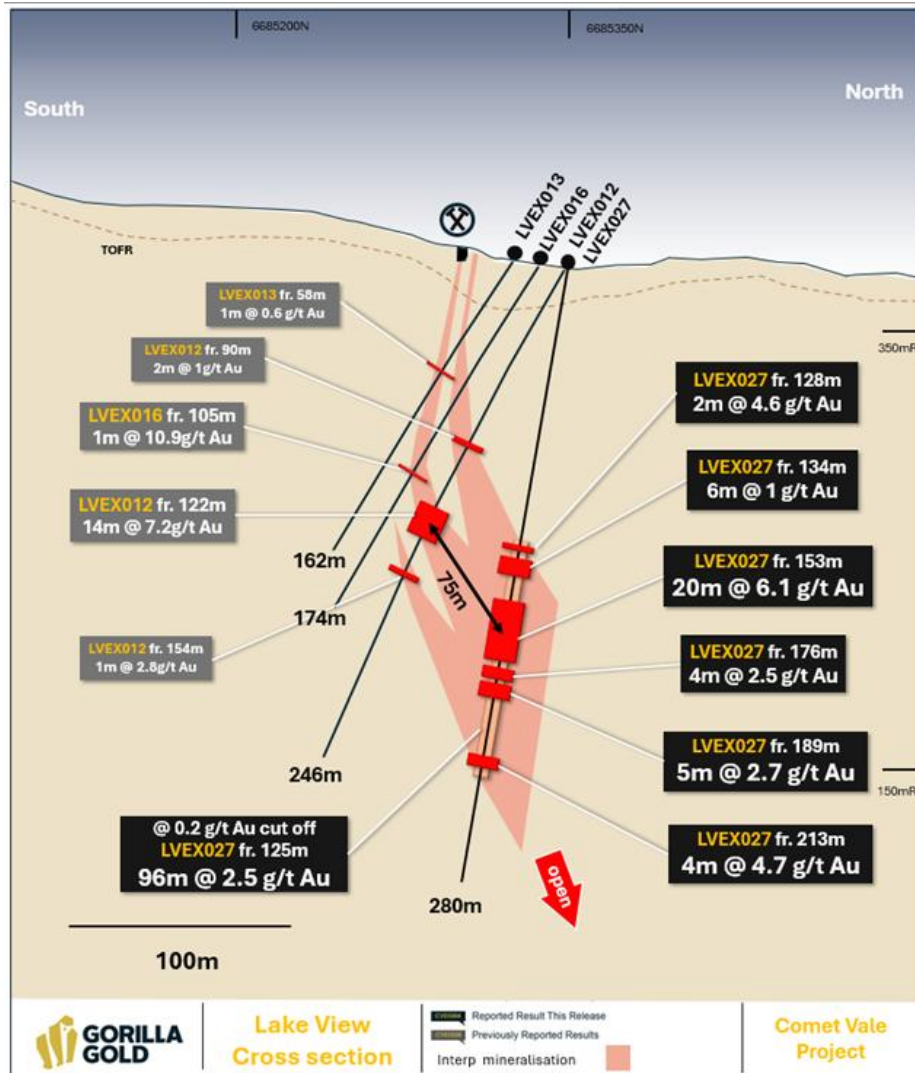 6685200N
6685350N
South
North
LVEX013
LVEX016
LVEX012
LVEX027
TOFR
LVEX013 fr. 58m
1m @ 0.6 g/t Au
350mR
LVEX012 fr. 90m
2m @ 1g/t Au
LVEX027 fr. 128m
2m @ 4.6 g/t Au
LVEX016 fr. 105m
1m @ 10.9g/t Au
LVEX027 fr. 134m
6m @ 1 g/t Au
LVEX012 fr. 122m
14m @ 7.2g/t Au
162m
75m
LVEX027 fr. 153m
20m @ 6.1 g/t Au
174m
LVEX012 fr. 154m
1m @ 2.8g/t Au
LVEX027 fr. 176m
4m @ 2.5 g/t Au
246m
LVEX027 fr. 189m
5m @ 2.7 g/t Au
150mR
@ 0.2 g/t Au cut off
LVEX027 fr. 125m
96m @ 2.5 g/t Au
LVEX027 fr. 213m
4m @ 4.7 g/t Au
280m
open
100m
GORILLA
GOLD
Lake View
Cross section
Reported Result This Release
Previously Reported Results
Interp mineralisation
Comet Vale
Project